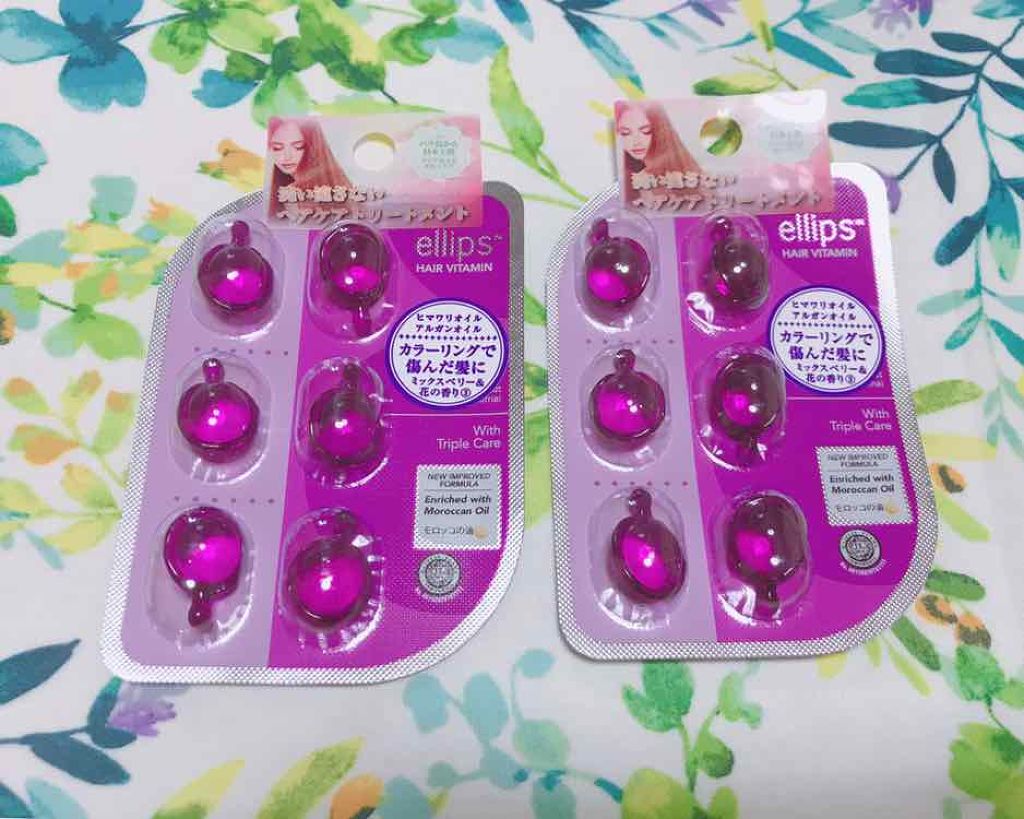 洗い流さない
ヘアケアトリートメント
ellips™
HAIR VITAMIN
ヒマワリオイル
アルガンオイル
カラーリングで
傷んだ髪に
ミックスベリー&
花の香り③
With
Triple Care
NEW IMPROVED
FORMULA
Enriched with
Moroccan Oil
モロッコの油
洗い流さない
ヘアケアトリートメント
ellips™
HAIR VITAMIN
ヒマワリオイル
アルガンオイル
カラーリングで
傷んだ髪に
ミックスベリー&
花の香り③
With
Triple Care
NEW IMPROVED
FORMULA
Enriched with
Moroccan Oil
モロッコの油